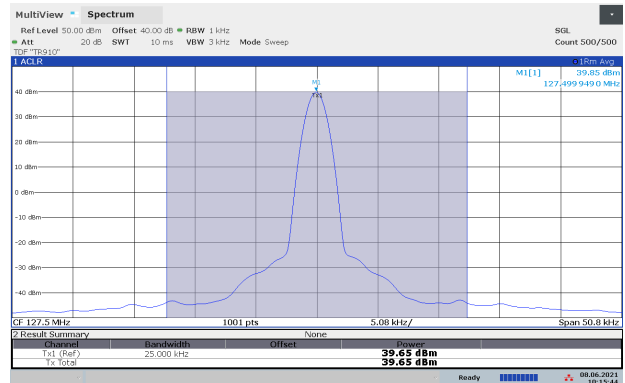 MultiView Spectrum
Ref Level 50.00 dBm Offset 40.00 dB RBW 1 kHz SGL
Att 20 dB SWT 10 ms VBW 3 kHz Mode Sweep Count 500/500
TDF "TR910"
1 ACLR 1Rm Avg
M1[1] 39.85 dBm
127.499 949 0 MHz
M1
Tx1
40 dBm
30 dBm
20 dBm
10 dBm
0 dBm
-10 dBm
-20 dBm
-30 dBm
-40 dBm
CF 127.5 MHz 1001 pts 5.08 kHz/ Span 50.8 kHz
2 Result Summary None
Channel Bandwidth Offset Power
Tx1 (Ref) 25.000 kHz 39.65 dBm
Tx Total 39.65 dBm
Ready 08.06.2021
10:15:44